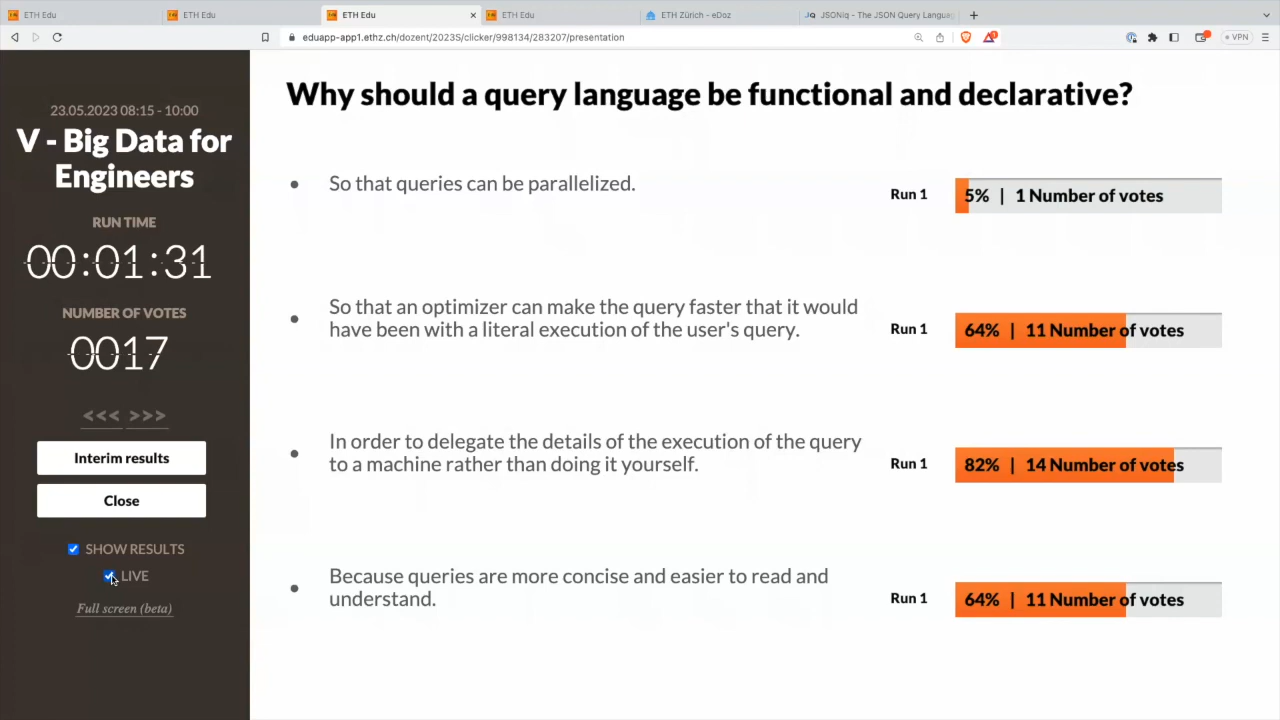 ETH Edu
ETH Edu
ETH Edu
ETH Edu
ETH Zürich - eDoz
JSONiq - The JSON Query Languag
eduapp-app1.ethz.ch/dozent/2023S/clicker/998134/283207/presentation
VPN
23.05.2023 08:15 - 10:00
V - Big Data for
Engineers
RUN TIME
00:01:31
NUMBER OF VOTES
0017
<<< >>>
Interim results
Close
SHOW RESULTS
LIVE
Full screen (beta)
Why should a query language be functional and declarative?
So that queries can be parallelized.
Run 1
5% | 1 Number of votes
So that an optimizer can make the query faster that it would
have been with a literal execution of the user's query.
Run 1
64% | 11 Number of votes
In order to delegate the details of the execution of the query
to a machine rather than doing it yourself.
Run 1
82% | 14 Number of votes
Because queries are more concise and easier to read and
understand.
Run 1
64% | 11 Number of votes